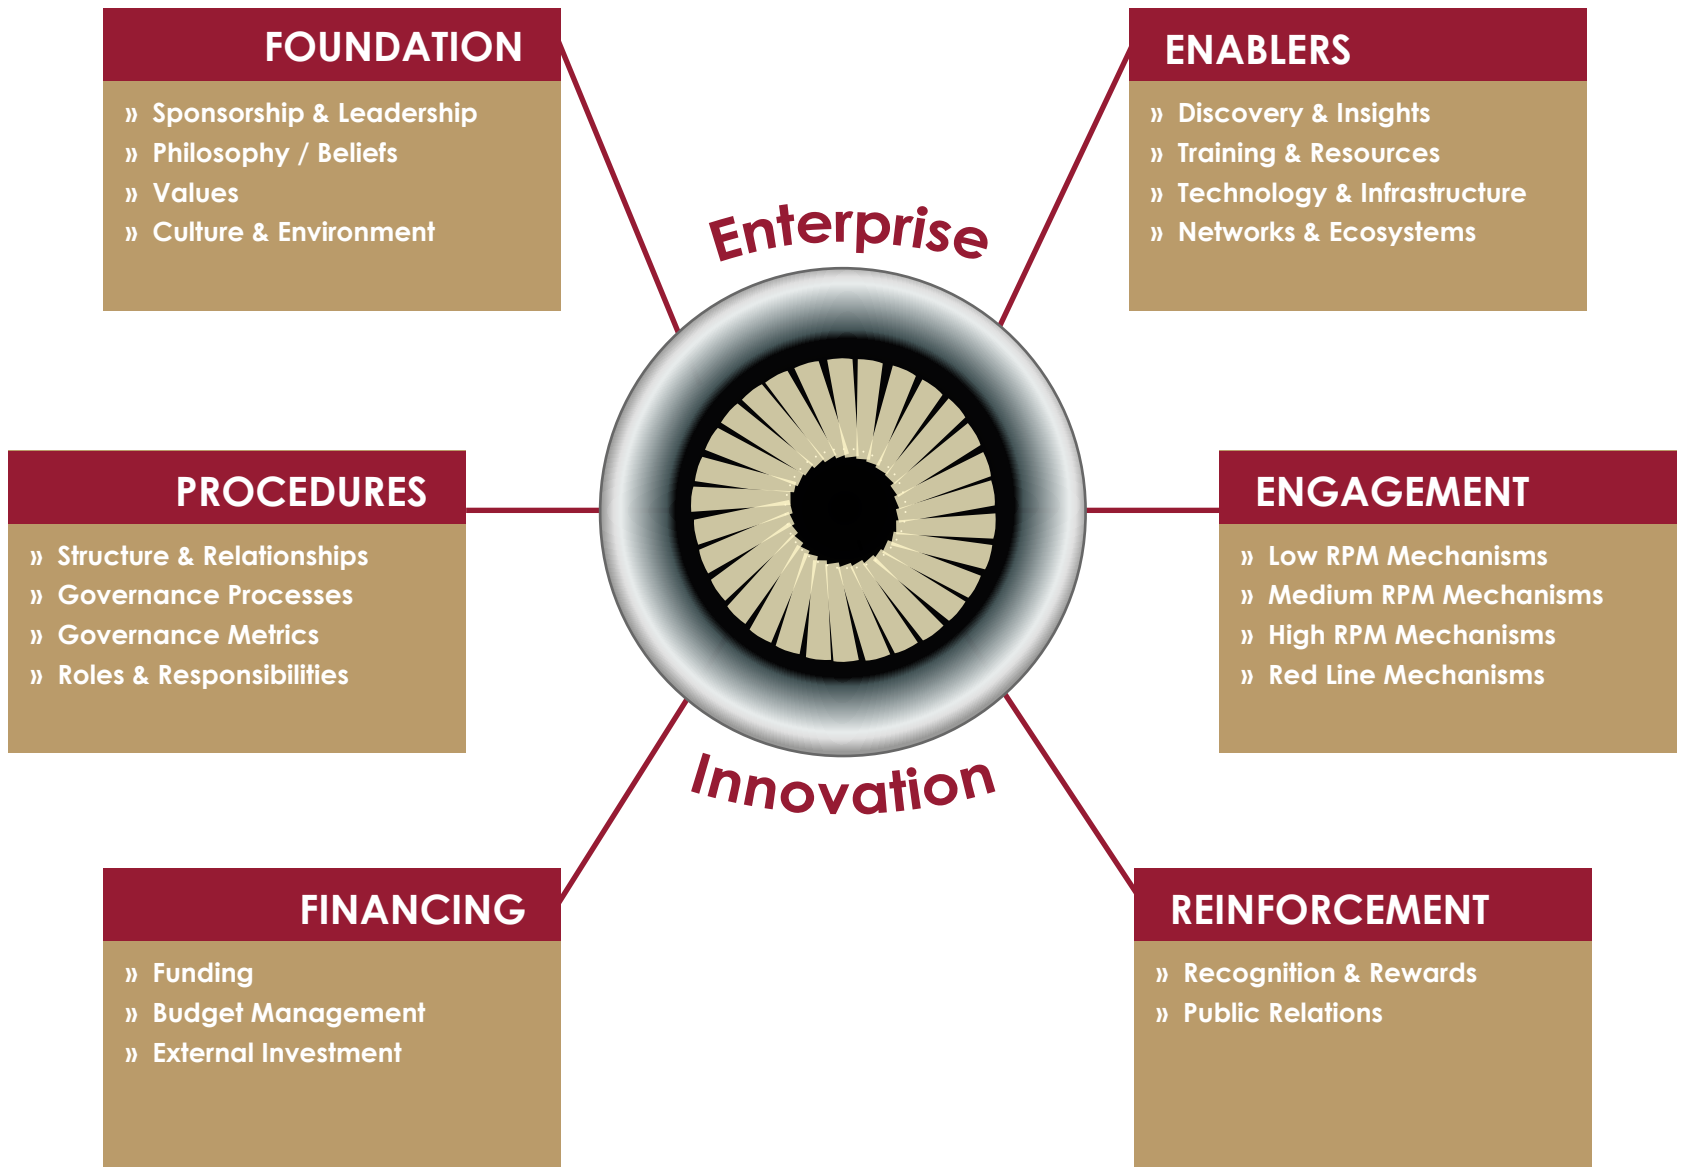 FOUNDATION
» Sponsorship & Leadership
» Philosophy / Beliefs
» Values
» Culture & Environment
ENABLERS
» Discovery & Insights
» Training & Resources
» Technology & Infrastructure
» Networks & Ecosystems
Enterprise
PROCEDURES
» Structure & Relationships
» Governance Processes
» Governance Metrics
» Roles & Responsibilities
ENGAGEMENT
» Low RPM Mechanisms
» Medium RPM Mechanisms
» High RPM Mechanisms
» Red Line Mechanisms
Innovation
FINANCING
» Funding
» Budget Management
» External Investment
REINFORCEMENT
» Recognition & Rewards
» Public Relations